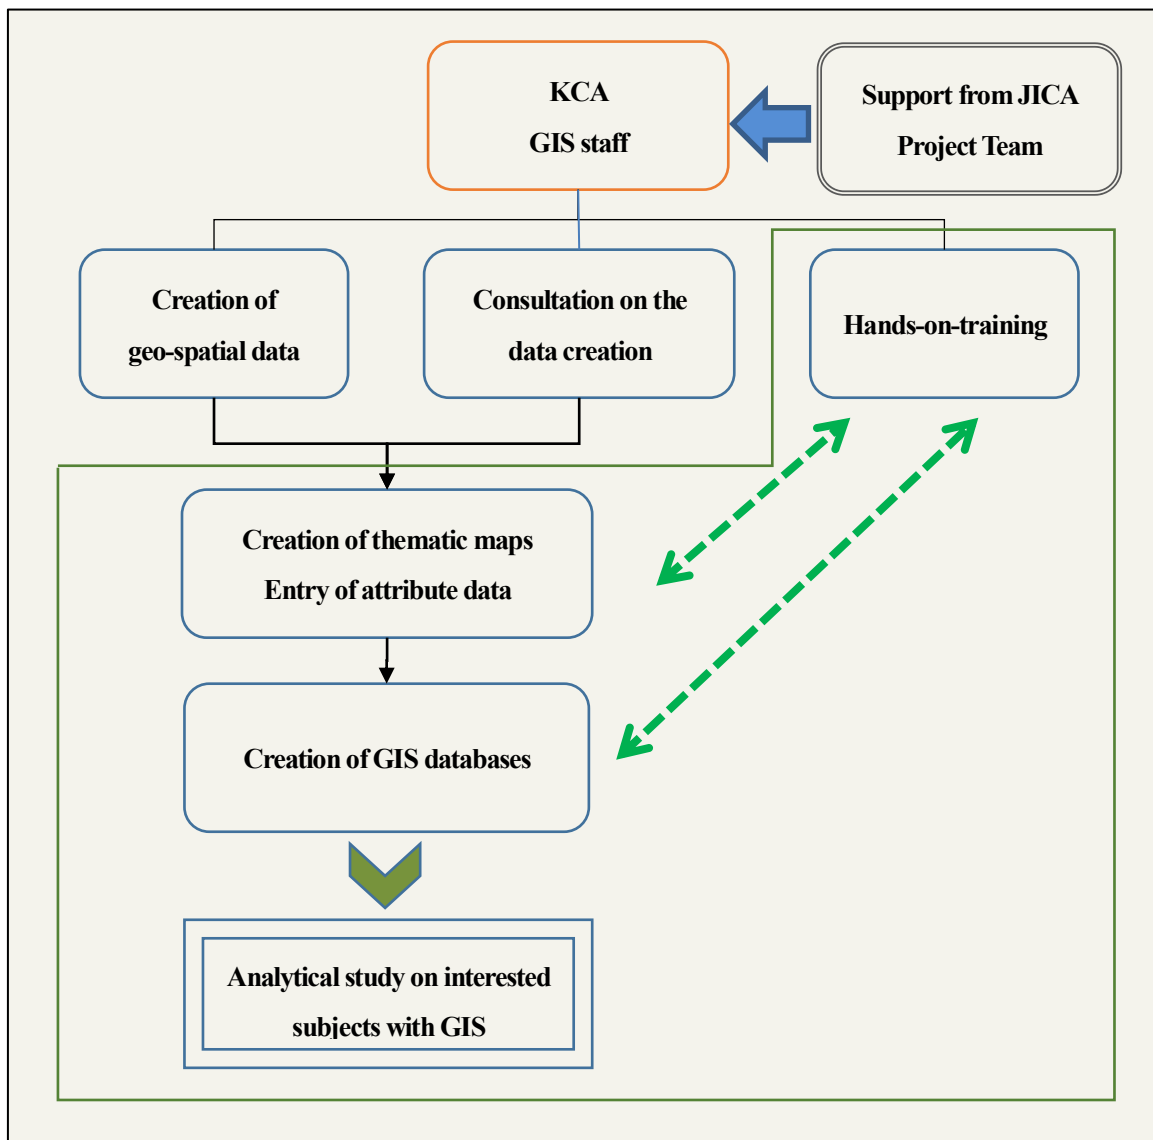 KCA
GIS staff
Support from JICA
Project Team
Creation of
geo-spatial data
Consultation on the
data creation
Hands-on-training
Creation of thematic maps
Entry of attribute data
Creation of GIS databases
Analytical study on interested
subjects with GIS